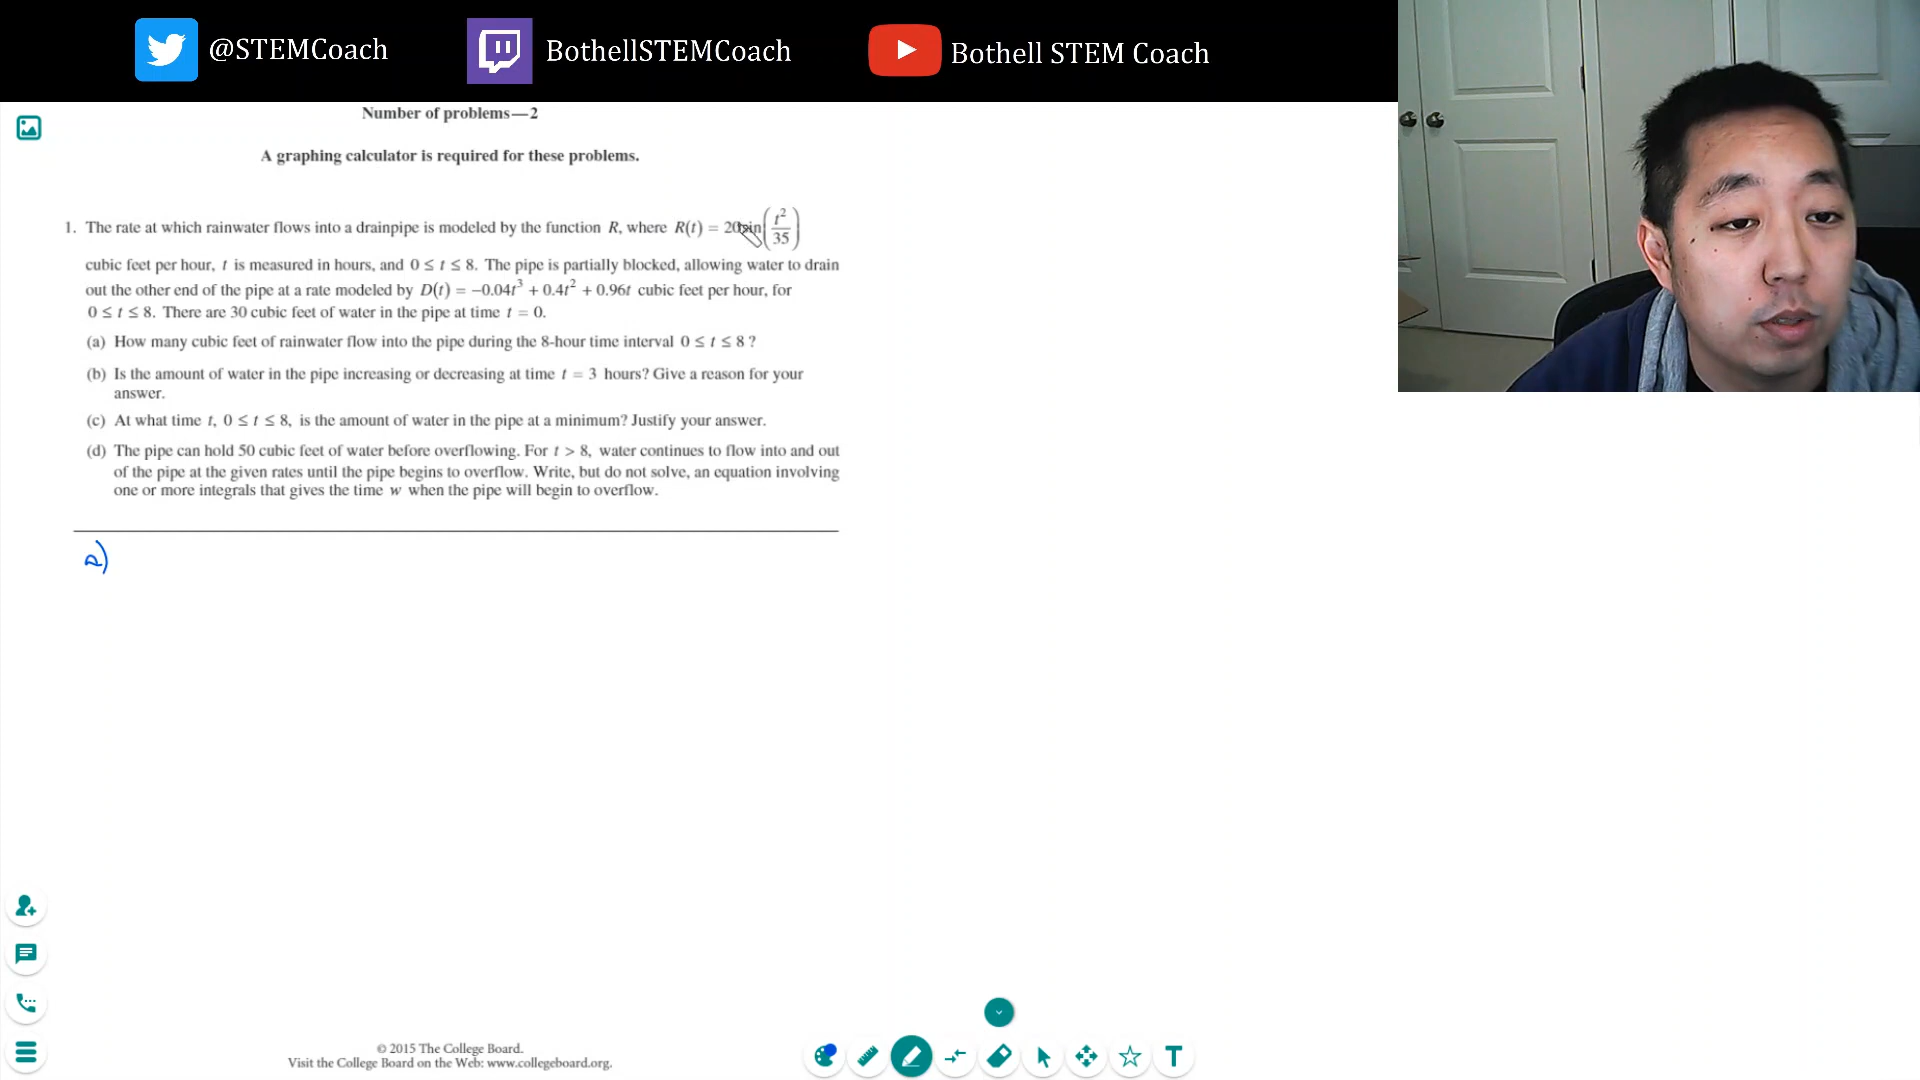 @STEMCoach BothellSTEMCoach Bothell STEM Coach
Number of problems—2
A graphing calculator is required for these problems.
1. The rate at which rainwater flows into a drainpipe is modeled by the function R, where R(t) = 20sin(t²/35)
cubic feet per hour, t is measured in hours, and 0 ≤ t ≤ 8. The pipe is partially blocked, allowing water to drain
out the other end of the pipe at a rate modeled by D(t) = −0.04t³ + 0.4t² + 0.96t cubic feet per hour, for
0 ≤ t ≤ 8. There are 30 cubic feet of water in the pipe at time t = 0.
(a) How many cubic feet of rainwater flow into the pipe during the 8-hour time interval 0 ≤ t ≤ 8 ?
(b) Is the amount of water in the pipe increasing or decreasing at time t = 3 hours? Give a reason for your
answer.
(c) At what time t, 0 ≤ t ≤ 8, is the amount of water in the pipe at a minimum? Justify your answer.
(d) The pipe can hold 50 cubic feet of water before overflowing. For t > 8, water continues to flow into and out
of the pipe at the given rates until the pipe begins to overflow. Write, but do not solve, an equation involving
one or more integrals that gives the time w when the pipe will begin to overflow.
a)
© 2015 The College Board.
Visit the College Board on the Web: www.collegeboard.org.
T